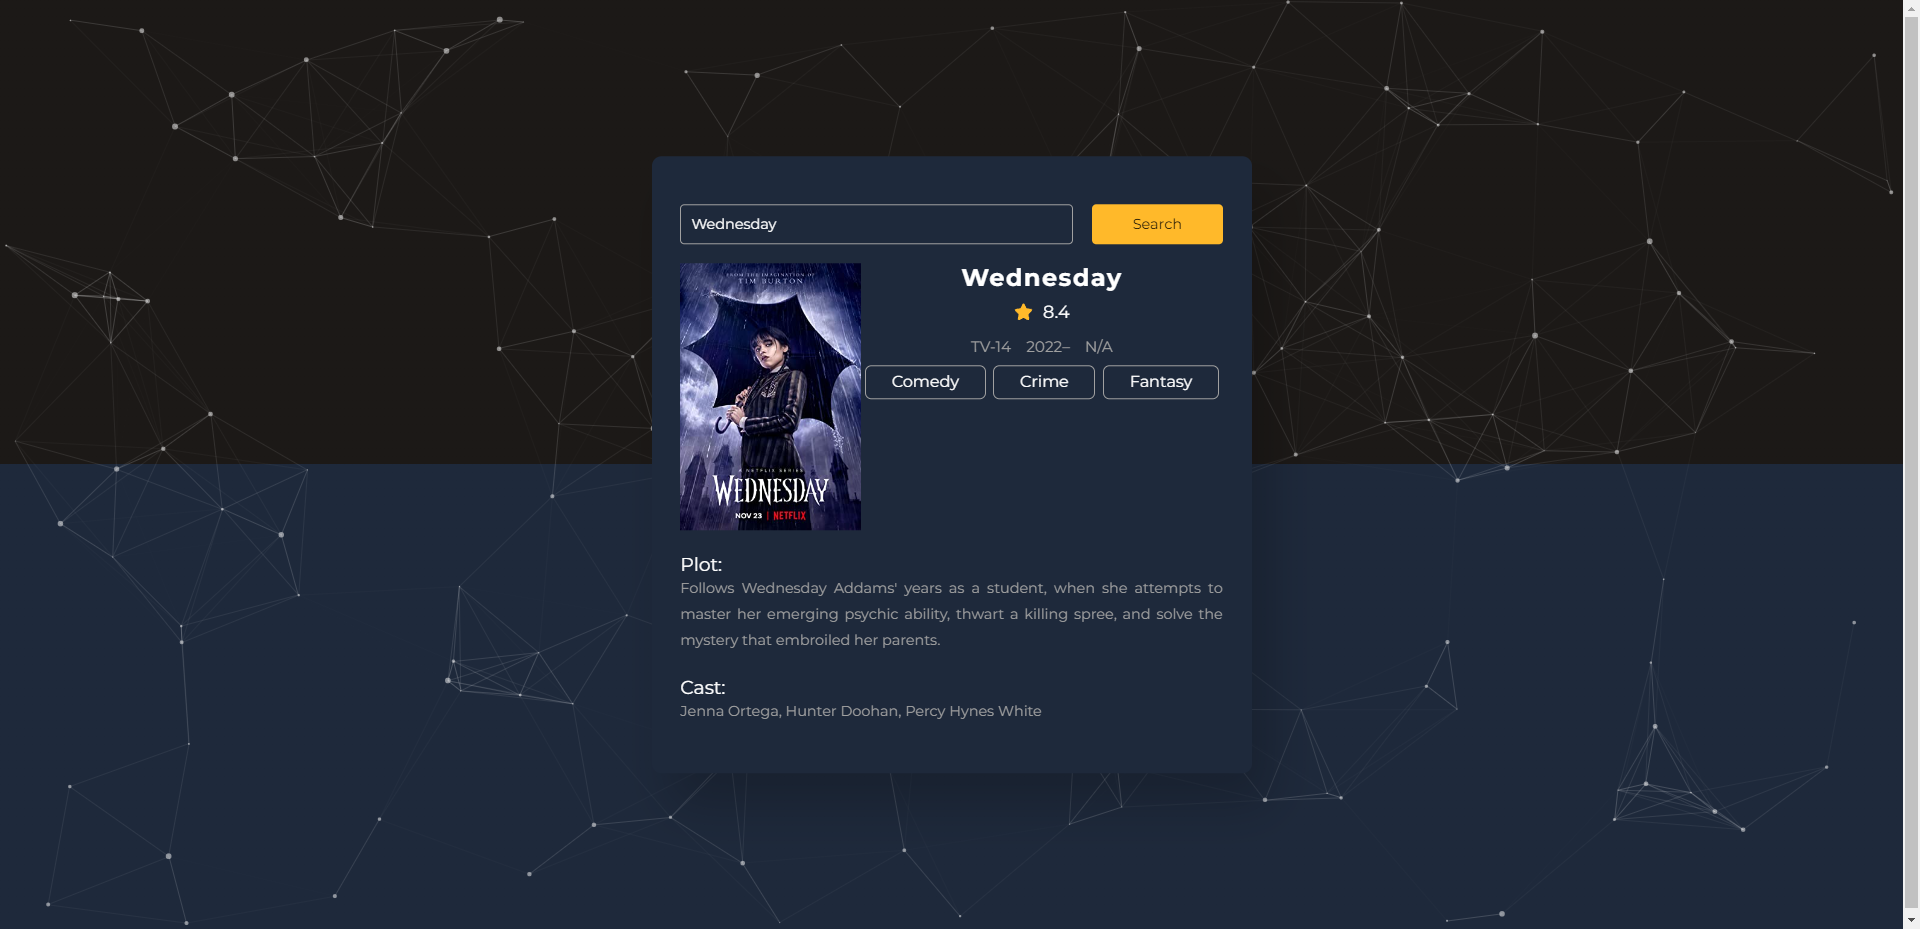 Wednesday
Search
FROM THE IMAGINATION OF
TIM BURTON
A NETFLIX SERIES
WEDNESDAY
NOV 23 | NETFLIX
Wednesday
8.4
TV-14 2022– N/A
Comedy Crime Fantasy
Plot:
Follows Wednesday Addams' years as a student, when she attempts to
master her emerging psychic ability, thwart a killing spree, and solve the
mystery that embroiled her parents.
Cast:
Jenna Ortega, Hunter Doohan, Percy Hynes White